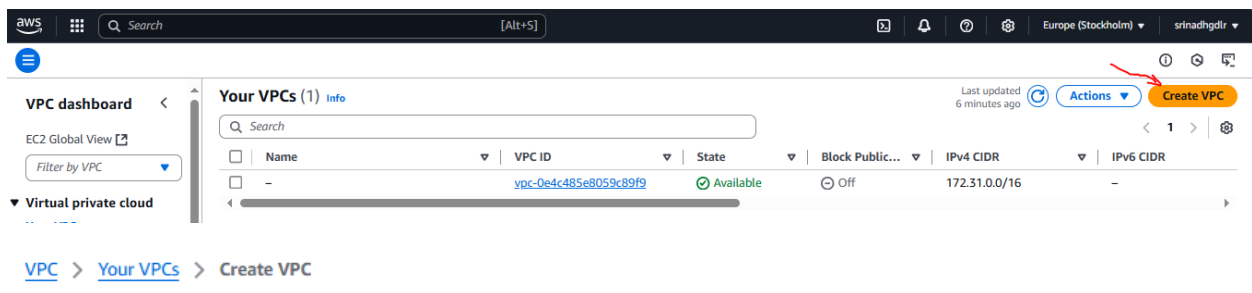 aws Search [Alt+S] Europe (Stockholm) srinadhgdlr
VPC dashboard
EC2 Global View
Filter by VPC
Virtual private cloud
Your VPCs (1) Info
Last updated
6 minutes ago
Actions
Create VPC
Search
1
Name VPC ID State Block Public... IPv4 CIDR IPv6 CIDR
– vpc-0e4c485e8059c89f9 Available Off 172.31.0.0/16 –
VPC > Your VPCs > Create VPC